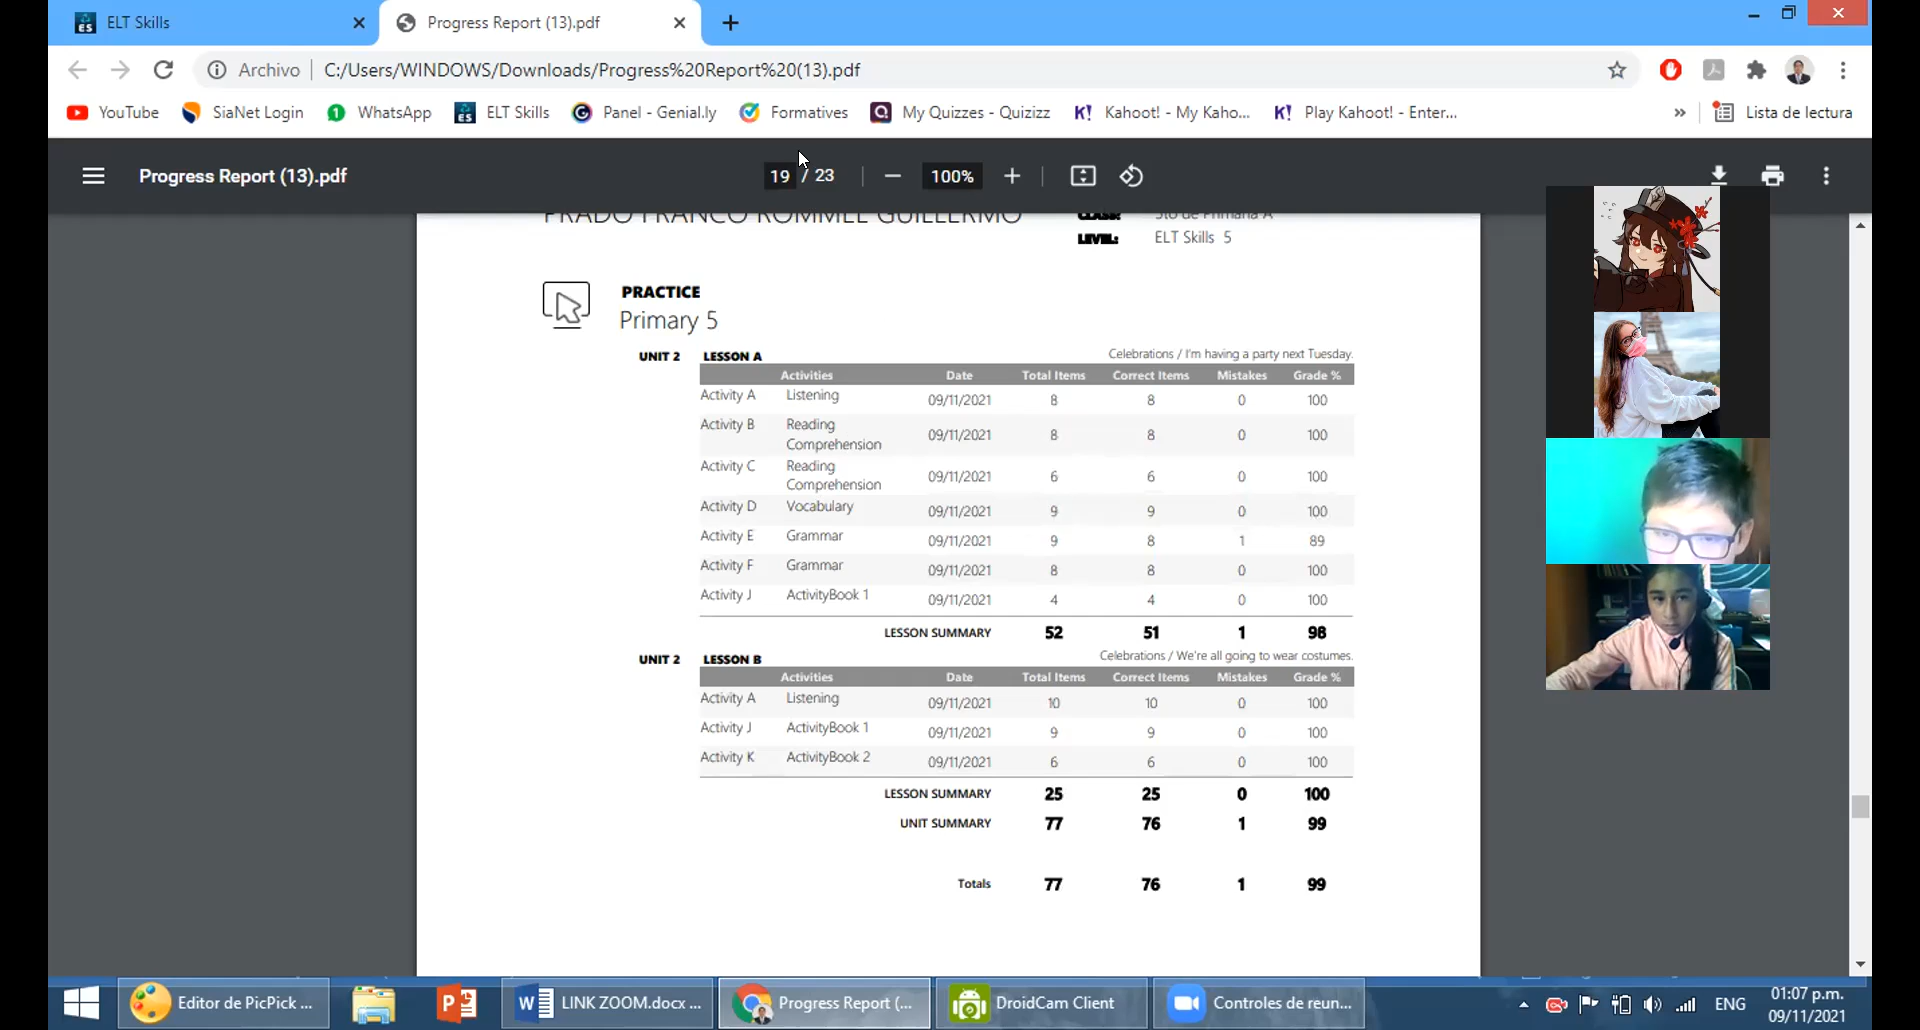 ELT Skills
Progress Report (13).pdf
Archivo C:/Users/WINDOWS/Downloads/Progress%20Report%20(13).pdf
YouTube SiaNet Login WhatsApp ELT Skills Panel - Genial.ly Formatives My Quizzes - Quizizz Kahoot! - My Kaho... Play Kahoot! - Enter... » Lista de lectura
Progress Report (13).pdf 19 / 23 100%
PRADO FRANCO ROMMEL GUILLERMO CLASS: 5to de Primaria A
LEVEL: ELT Skills 5
PRACTICE
Primary 5
UNIT 2 LESSON A Celebrations / I'm having a party next Tuesday.
Activities Date Total Items Correct Items Mistakes Grade %
Activity A Listening 09/11/2021 8 8 0 100
Activity B Reading Comprehension 09/11/2021 8 8 0 100
Activity C Reading Comprehension 09/11/2021 6 6 0 100
Activity D Vocabulary 09/11/2021 9 9 0 100
Activity E Grammar 09/11/2021 9 8 1 89
Activity F Grammar 09/11/2021 8 8 0 100
Activity J ActivityBook 1 09/11/2021 4 4 0 100
LESSON SUMMARY 52 51 1 98
UNIT 2 LESSON B Celebrations / We're all going to wear costumes.
Activities Date Total Items Correct Items Mistakes Grade %
Activity A Listening 09/11/2021 10 10 0 100
Activity J ActivityBook 1 09/11/2021 9 9 0 100
Activity K ActivityBook 2 09/11/2021 6 6 0 100
LESSON SUMMARY 25 25 0 100
UNIT SUMMARY 77 76 1 99
Totals 77 76 1 99
Editor de PicPick ... LINK ZOOM.docx ... Progress Report (... DroidCam Client Controles de reun... ENG 01:07 p.m.
09/11/2021